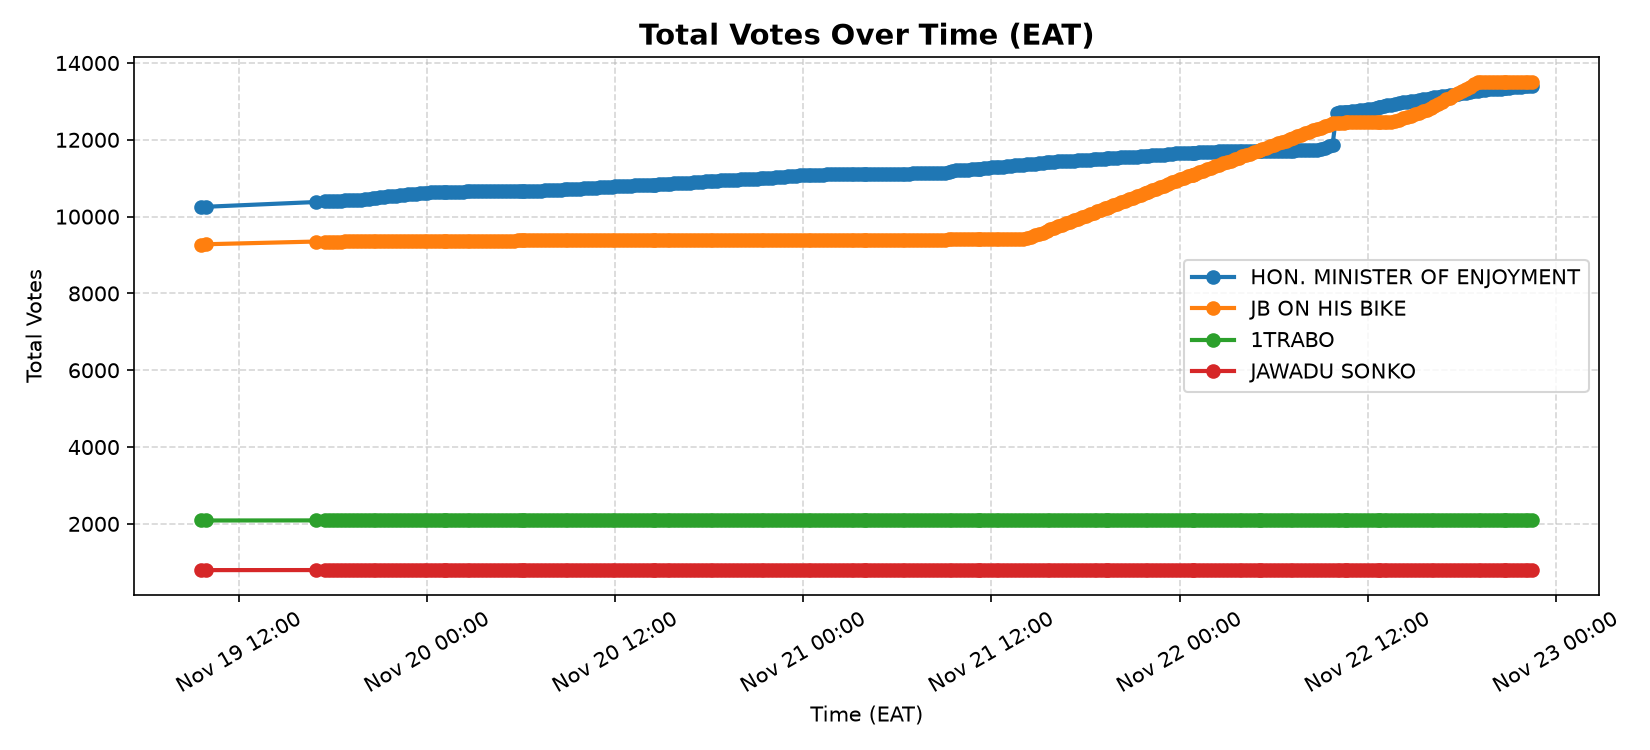 Total Votes Over Time (EAT)
14000
12000
10000
8000
6000
4000
2000
Total Votes
HON. MINISTER OF ENJOYMENT
JB ON HIS BIKE
1TRABO
JAWADU SONKO
Nov 19 12:00
Nov 20 00:00
Nov 20 12:00
Nov 21 00:00
Nov 21 12:00
Nov 22 00:00
Nov 22 12:00
Nov 23 00:00
Time (EAT)